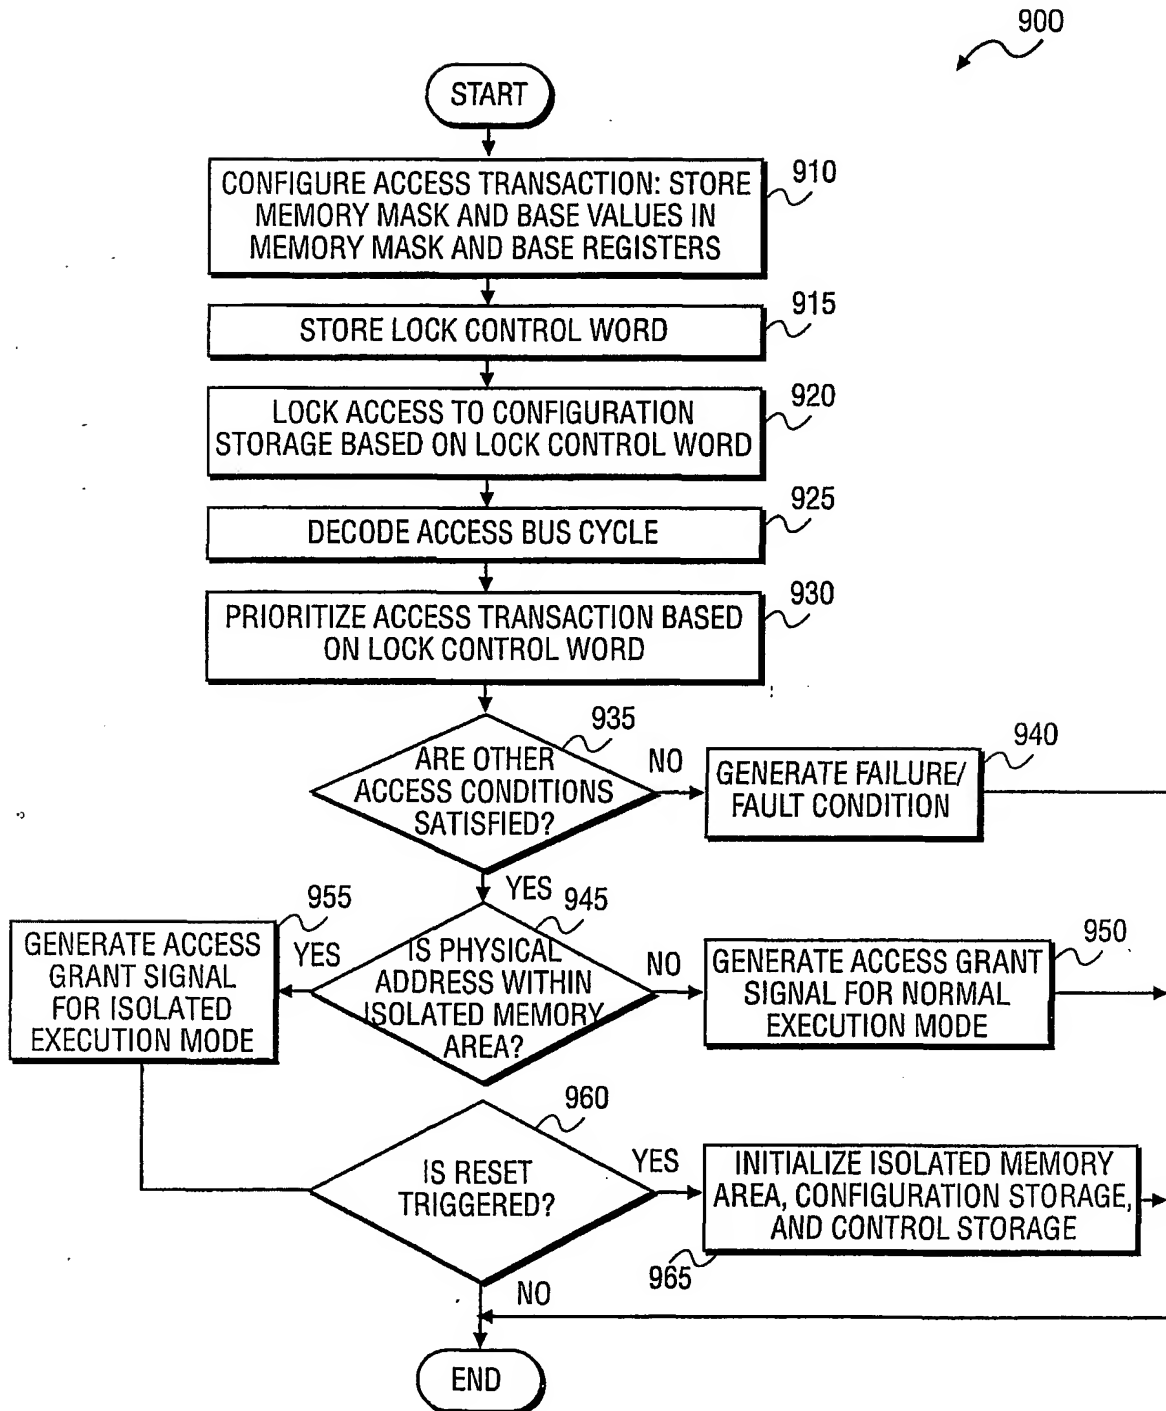 900
START
CONFIGURE ACCESS TRANSACTION: STORE
MEMORY MASK AND BASE VALUES IN
MEMORY MASK AND BASE REGISTERS
910
STORE LOCK CONTROL WORD
915
LOCK ACCESS TO CONFIGURATION
STORAGE BASED ON LOCK CONTROL WORD
920
DECODE ACCESS BUS CYCLE
925
PRIORITIZE ACCESS TRANSACTION BASED
ON LOCK CONTROL WORD
930
ARE OTHER
ACCESS CONDITIONS
SATISFIED?
935
NO
GENERATE FAILURE/
FAULT CONDITION
940
YES
IS PHYSICAL
ADDRESS WITHIN
ISOLATED MEMORY
AREA?
945
YES
GENERATE ACCESS
GRANT SIGNAL
FOR ISOLATED
EXECUTION MODE
955
NO
GENERATE ACCESS GRANT
SIGNAL FOR NORMAL
EXECUTION MODE
950
IS RESET
TRIGGERED?
960
YES
INITIALIZE ISOLATED MEMORY
AREA, CONFIGURATION STORAGE,
AND CONTROL STORAGE
965
NO
END